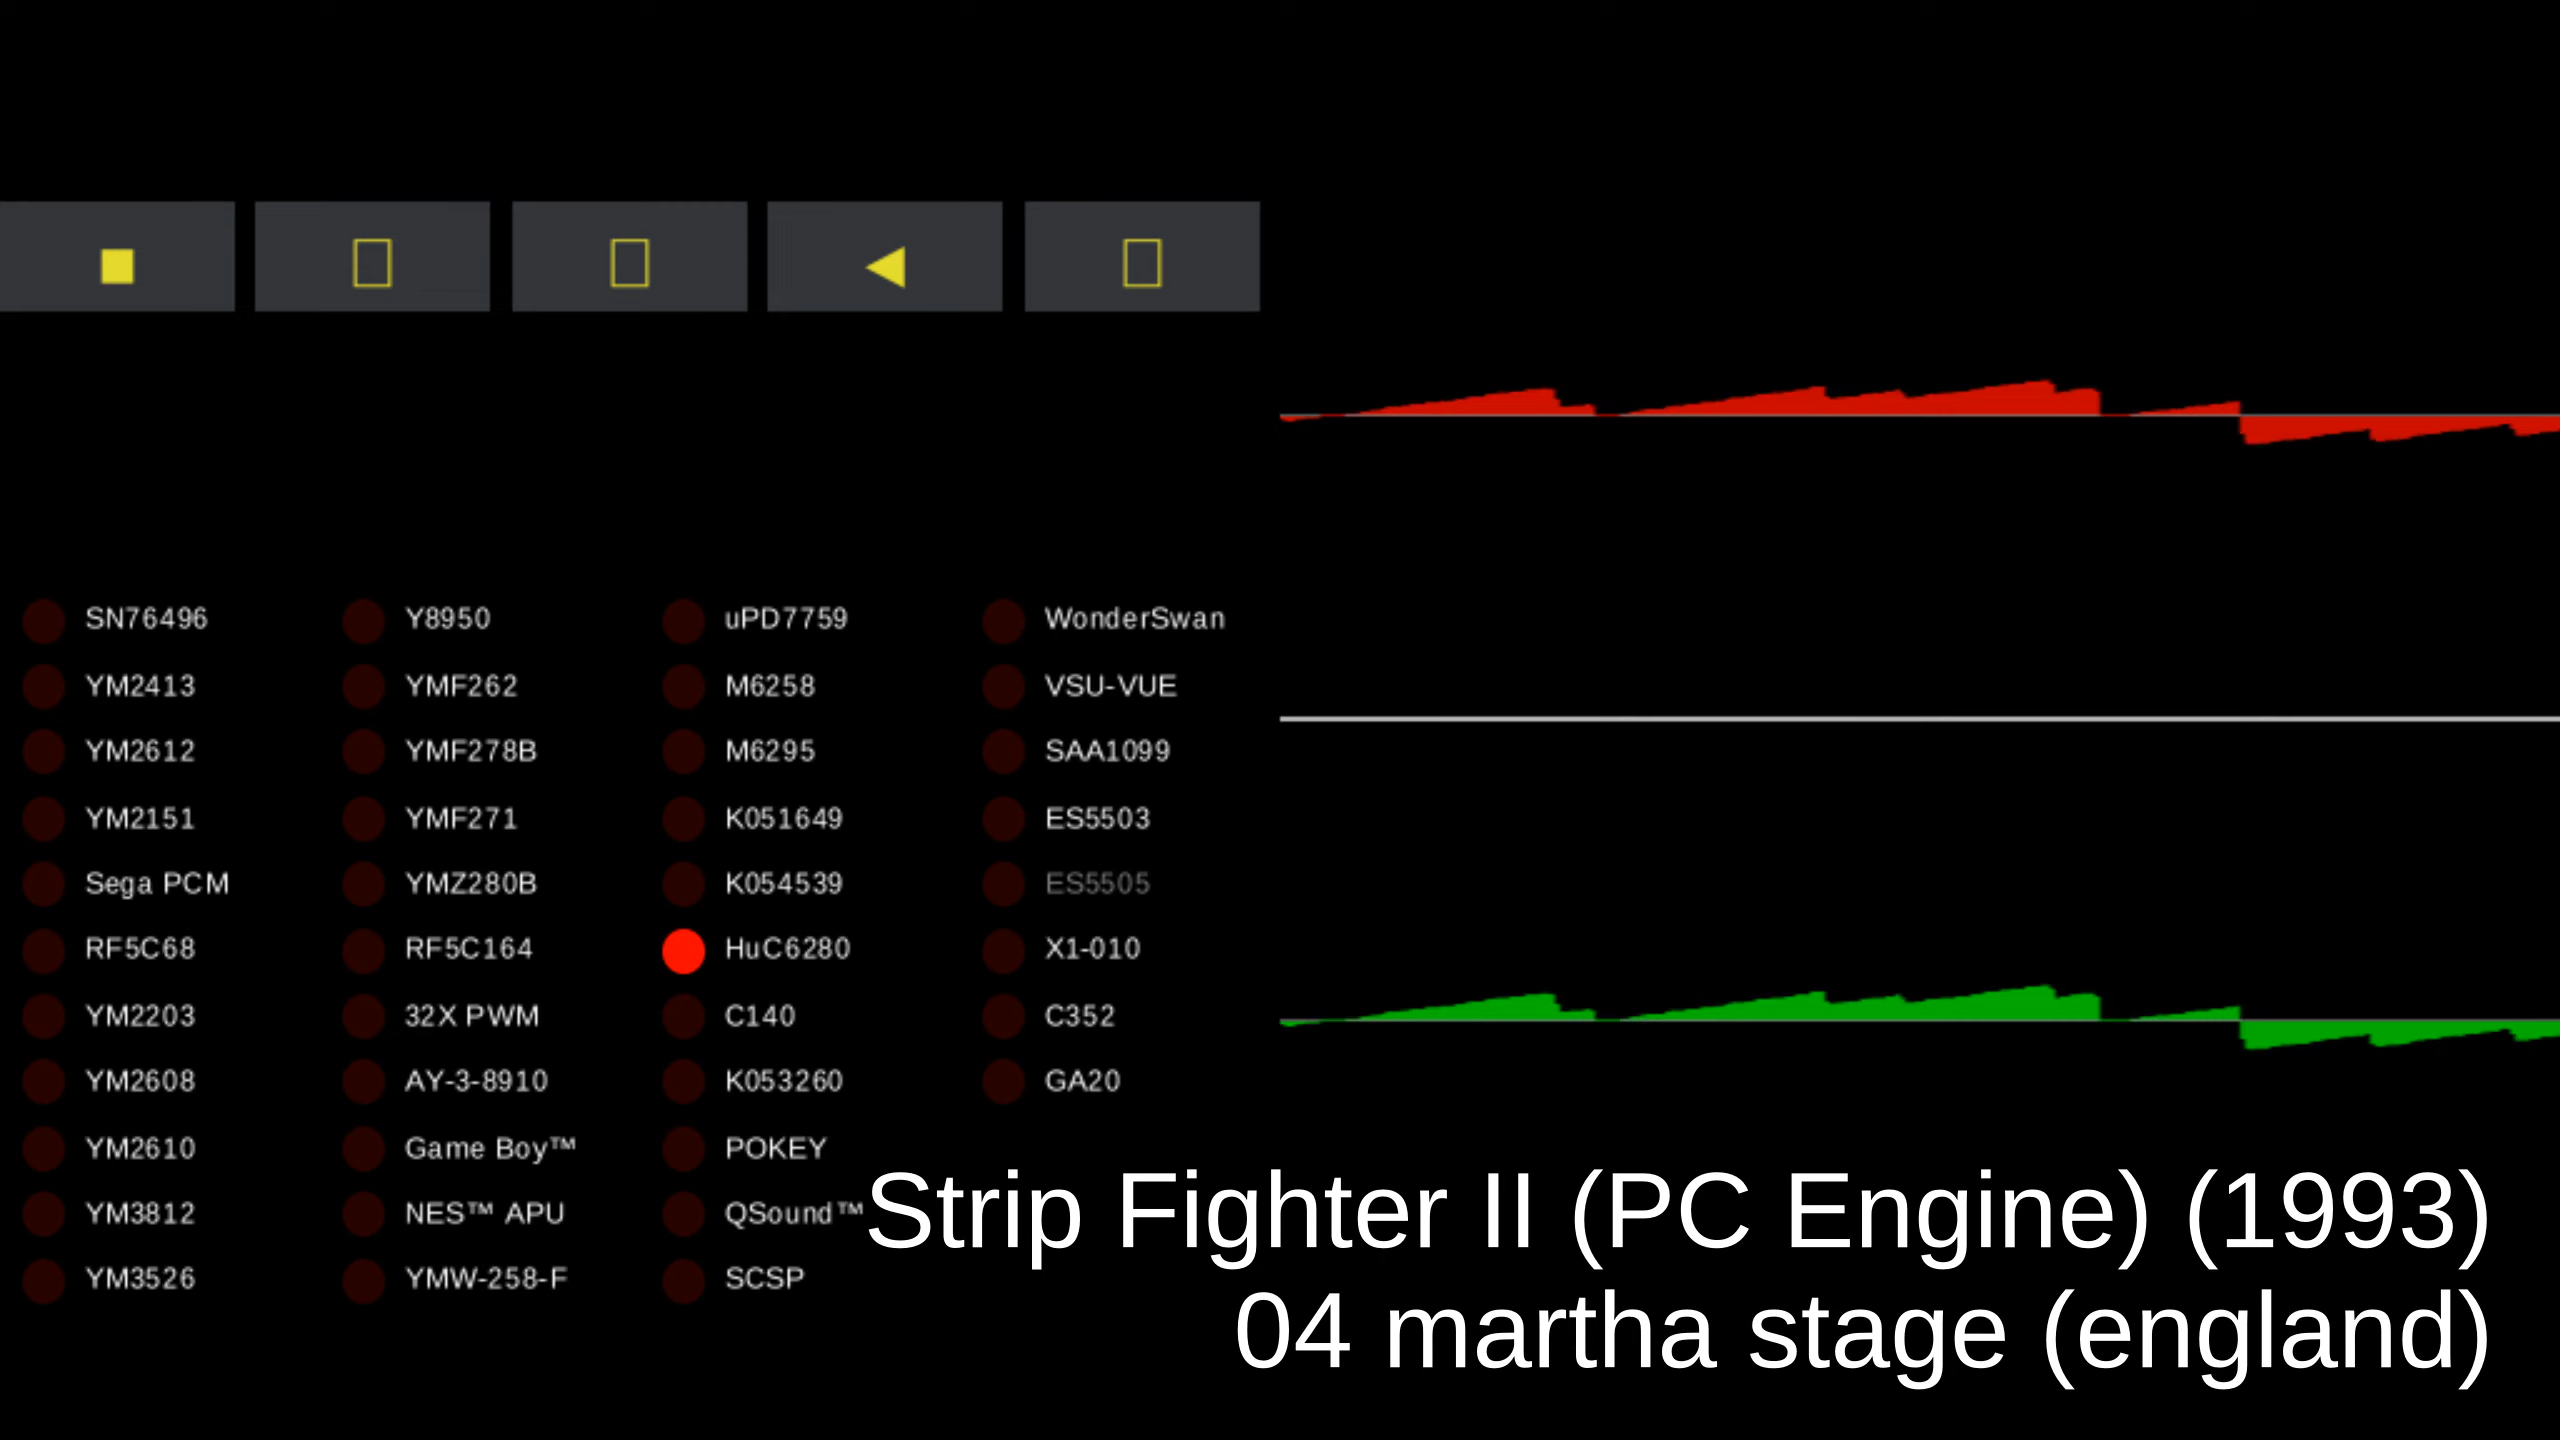 SN76496
YM2413
YM2612
YM2151
Sega PCM
RF5C68
YM2203
YM2608
YM2610
YM3812
YM3526
Y8950
YMF262
YMF278B
YMF271
YMZ280B
RF5C164
32X PWM
AY-3-8910
Game Boy™
NES™ APU
YMW-258-F
uPD7759
M6258
M6295
K051649
K054539
HuC6280
C140
K053260
POKEY
QSound™
SCSP
WonderSwan
VSU-VUE
SAA1099
ES5503
ES5505
X1-010
C352
GA20
Strip Fighter II (PC Engine) (1993)
04 martha stage (england)